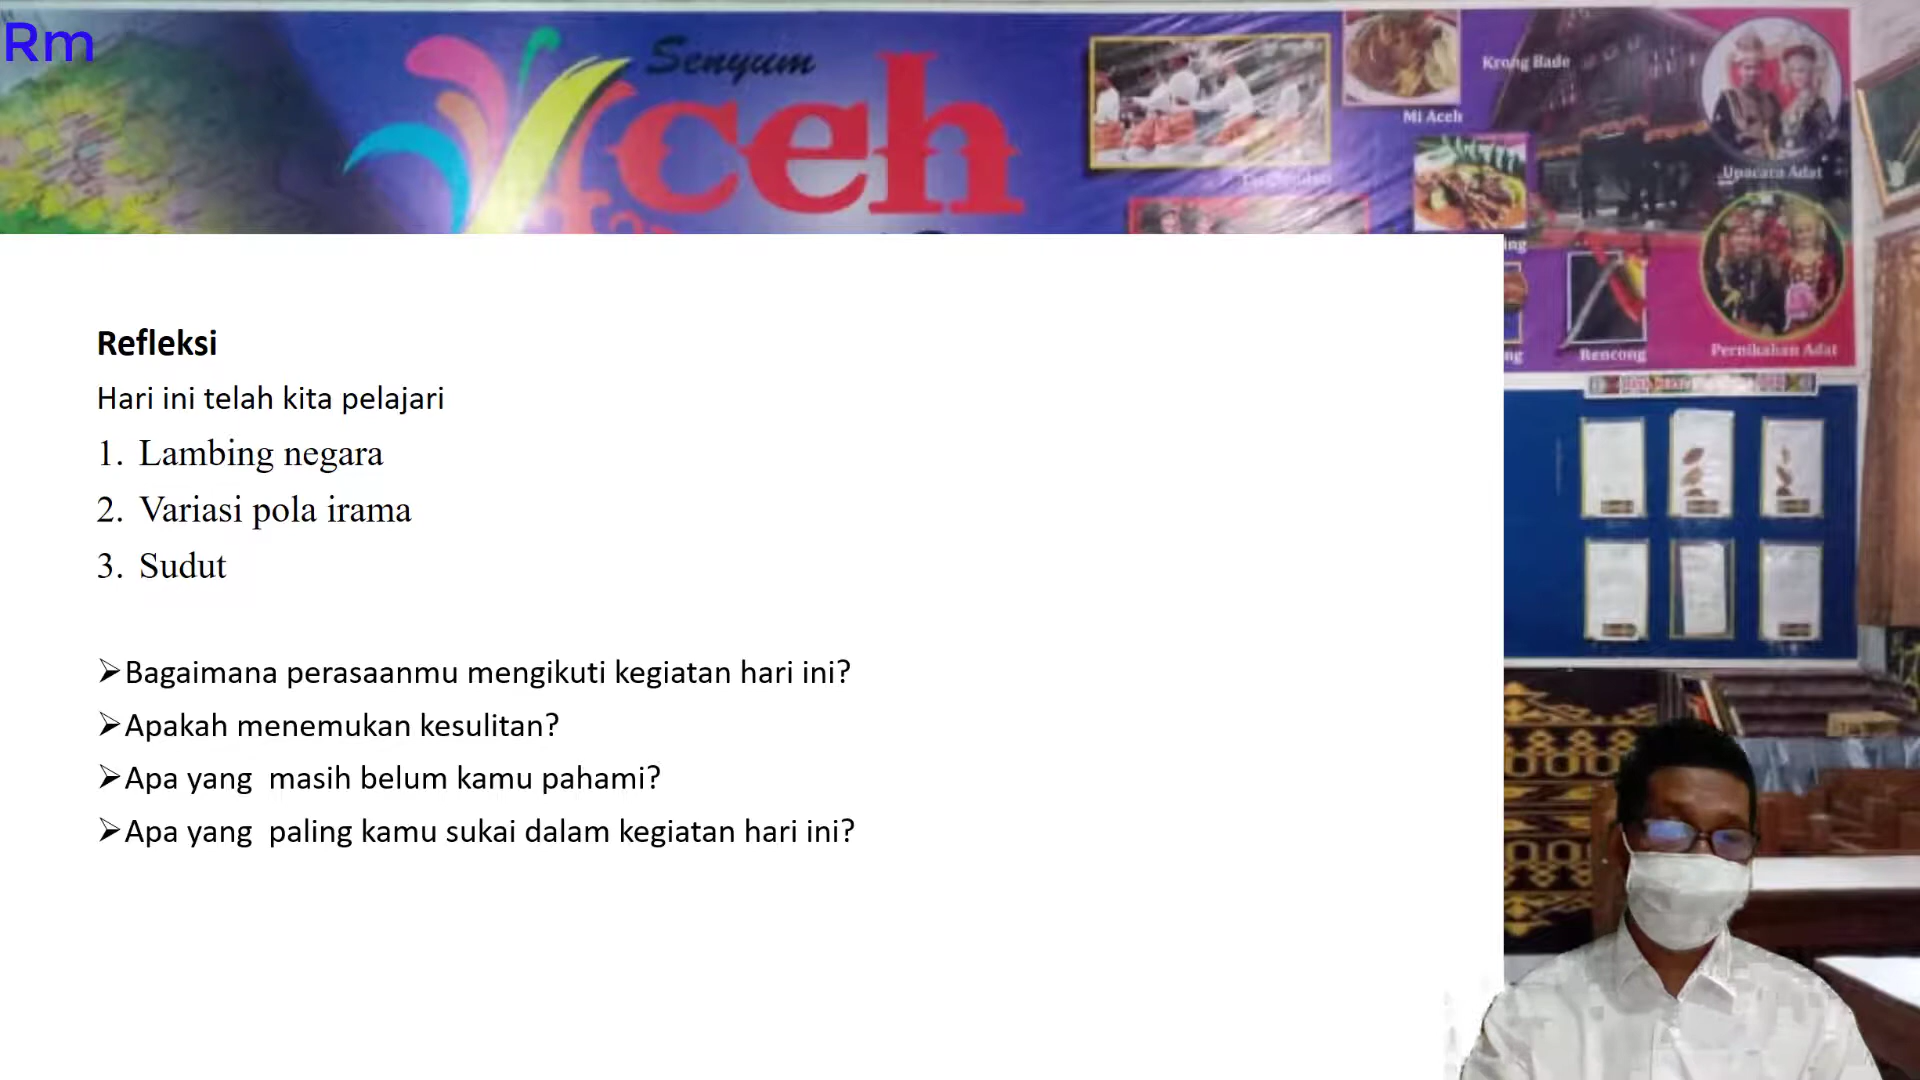 Rm
Senyum
Aceh
Krong Bade
Mi Aceh
Upacara Adat
ing
ng
Rencong
Pernikahan Adat
Refleksi
Hari ini telah kita pelajari
1. Lambing negara
2. Variasi pola irama
3. Sudut
➢Bagaimana perasaanmu mengikuti kegiatan hari ini?
➢Apakah menemukan kesulitan?
➢Apa yang  masih belum kamu pahami?
➢Apa yang  paling kamu sukai dalam kegiatan hari ini?